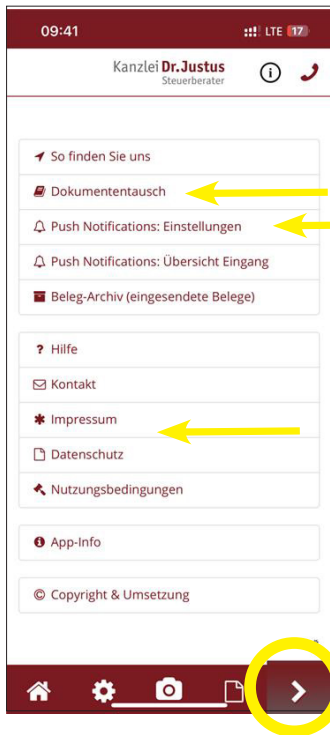 09:41
LTE 17
Kanzlei Dr.Justus
Steuerberater
So finden Sie uns
Dokumententausch
Push Notifications: Einstellungen
Push Notifications: Übersicht Eingang
Beleg-Archiv (eingesendete Belege)
? Hilfe
Kontakt
Impressum
Datenschutz
Nutzungsbedingungen
App-Info
© Copyright & Umsetzung